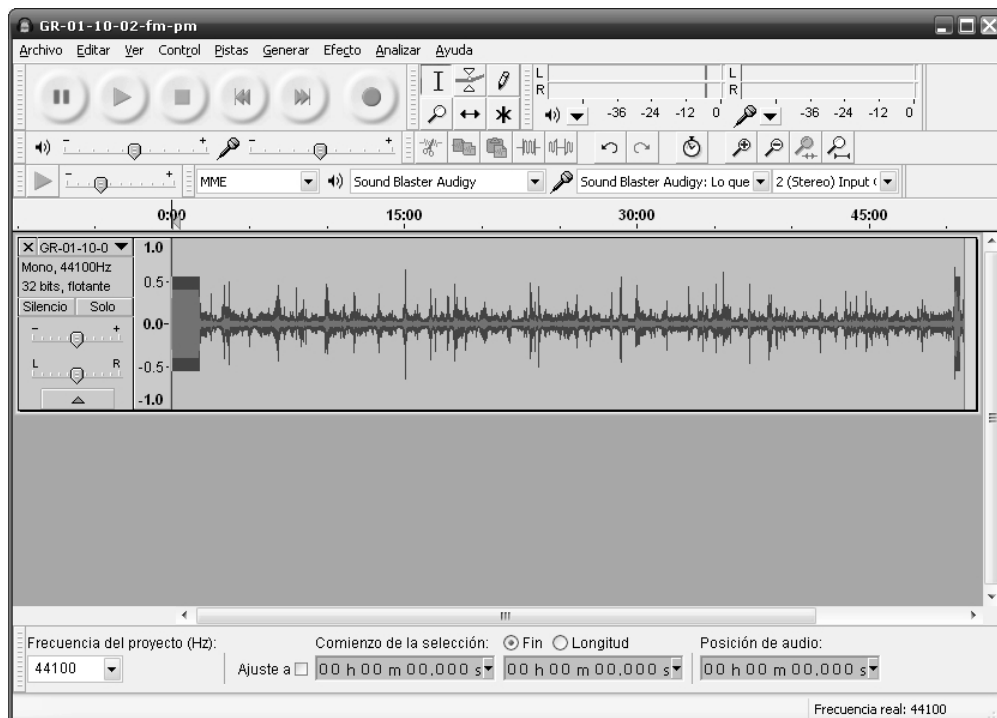 GR-01-10-02-fm-pm
Archivo Editar Ver Control Pistas Generar Efecto Analizar Ayuda
L
R
-36 -24 -12 0
L
R
-36 -24 -12 0
MME
Sound Blaster Audigy
Sound Blaster Audigy: Lo que
2 (Stereo) Input (
0:00 15:00 30:00 45:00
GR-01-10-0
Mono, 44100Hz
32 bits, flotante
Silencio Solo
- +
L R
1.0
0.5
0.0
-0.5
-1.0
Frecuencia del proyecto (Hz):
44100
Ajuste a
Comienzo de la selección:
00 h 00 m 00,000 s
Fin Longitud
00 h 00 m 00,000 s
Posición de audio:
00 h 00 m 00,000 s
Frecuencia real: 44100